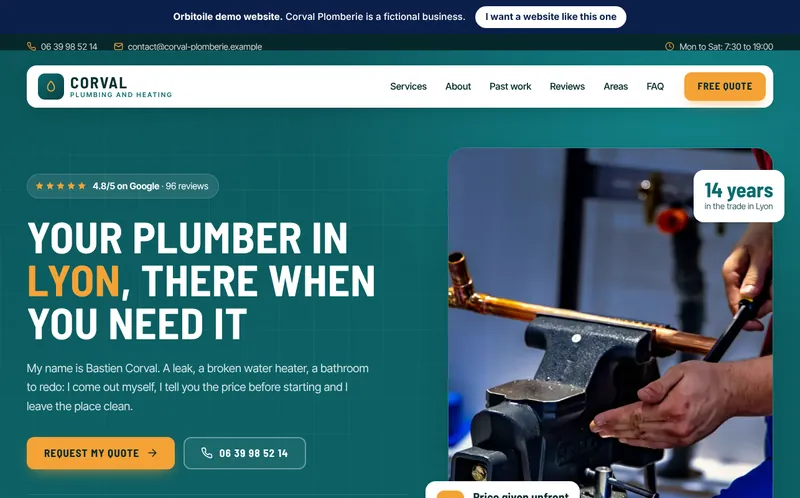 Orbitoile demo website. Corval Plomberie is a fictional business. I want a website like this one
06 39 98 52 14 contact@corval-plomberie.example Mon to Sat: 7:30 to 19:00
CORVAL
PLUMBING AND HEATING
Services About Past work Reviews Areas FAQ FREE QUOTE
4.8/5 on Google · 96 reviews
14 years
in the trade in Lyon
YOUR PLUMBER IN
LYON, THERE WHEN
YOU NEED IT
My name is Bastien Corval. A leak, a broken water heater, a bathroom
to redo: I come out myself, I tell you the price before starting and I
leave the place clean.
REQUEST MY QUOTE 06 39 98 52 14
Price given upfront